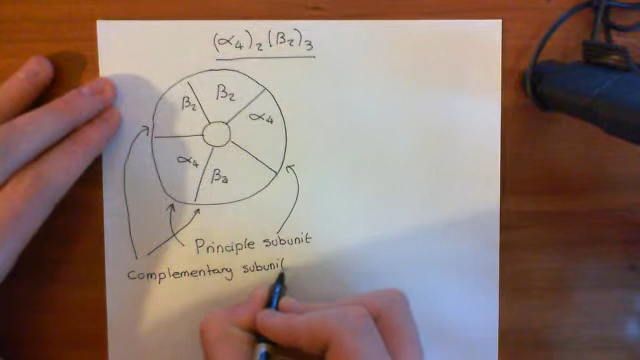 (α4)2(β2)3
β2
β2
α4
α4
β2
Principle subunit
Complementary subunit